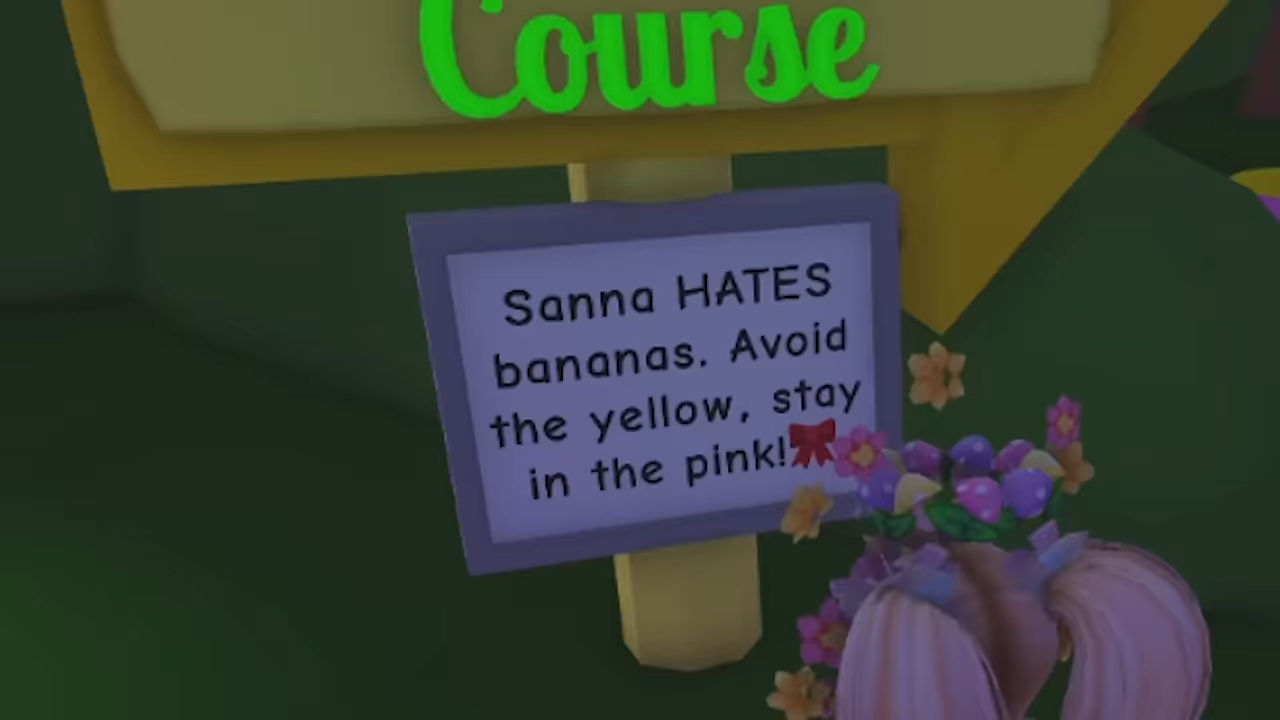 Course
Sanna HATES
bananas. Avoid
the yellow, stay
in the pink!